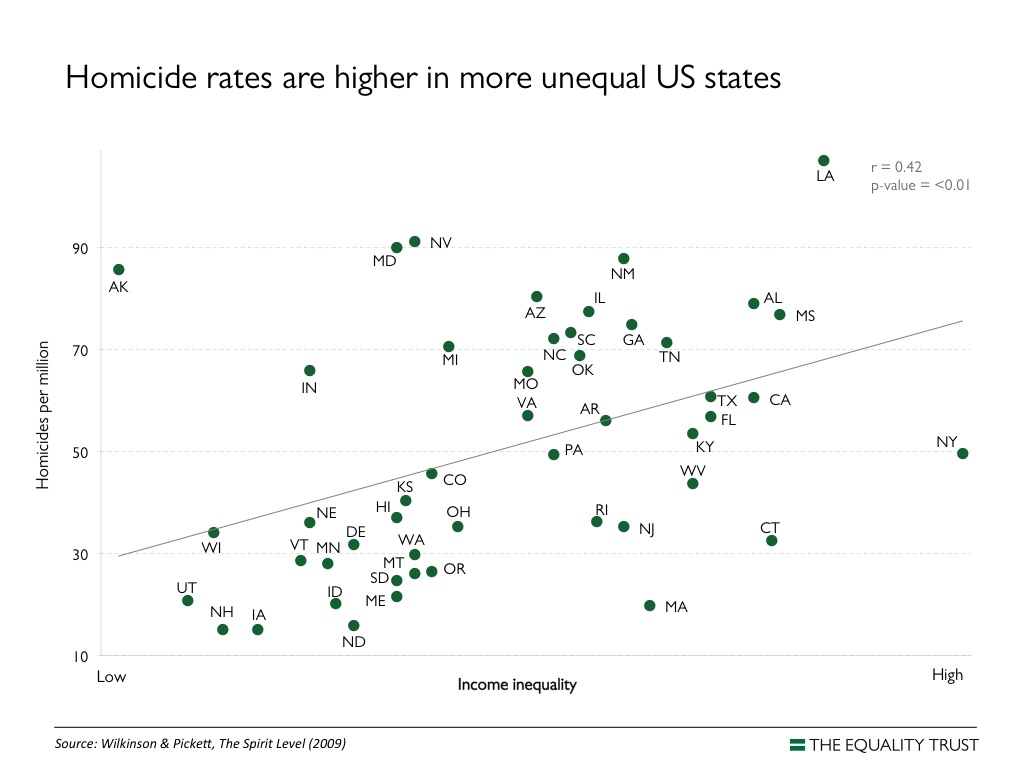 Homicide rates are higher in more unequal US states
r = 0.42
p-value = <0.01
LA
90
NV
MD
NM
AK
IL
AL
AZ
MS
SC
GA
NC
TN
70
MI
OK
IN
MO
VA
TX
CA
AR
FL
NY
KY
50
PA
WV
CO
KS
HI
OH
RI
NE
NJ
CT
DE
WI
WA
VT
MN
30
MT
OR
SD
UT
ID
ME
MA
NH
IA
ND
10
Homicides per million
Low
High
Income inequality
Source: Wilkinson & Pickett, The Spirit Level (2009)
THE EQUALITY TRUST